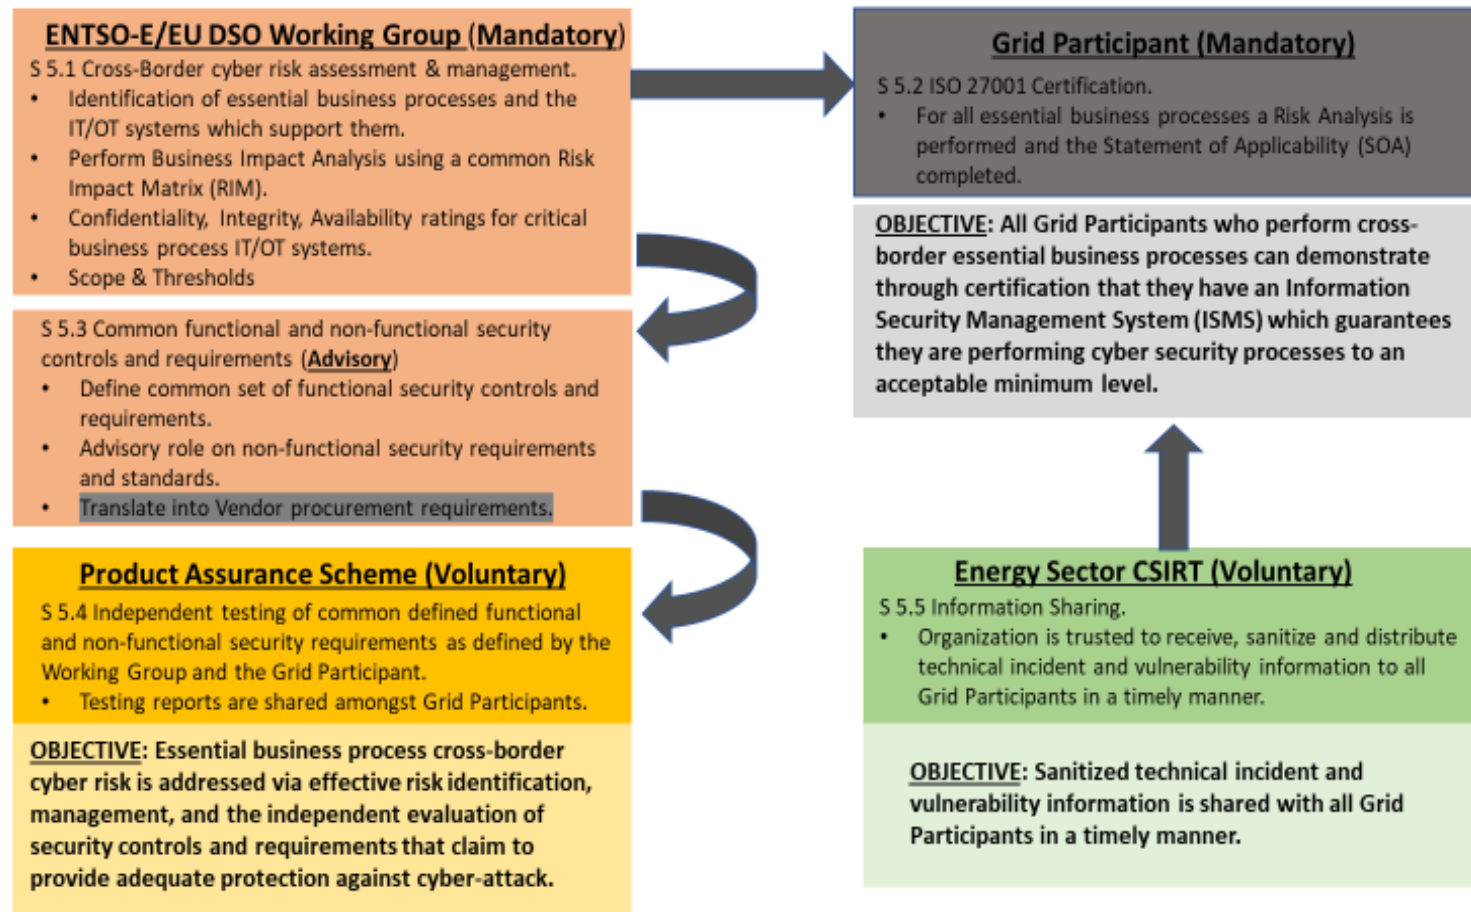 ENTSO-E/EU DSO Working Group (Mandatory)
S 5.1 Cross-Border cyber risk assessment & management.
• Identification of essential business processes and the
IT/OT systems which support them.
• Perform Business Impact Analysis using a common Risk
Impact Matrix (RIM).
• Confidentiality, Integrity, Availability ratings for critical
business process IT/OT systems.
• Scope & Thresholds
S 5.3 Common functional and non-functional security
controls and requirements (Advisory)
• Define common set of functional security controls and
requirements.
• Advisory role on non-functional security requirements
and standards.
• Translate into Vendor procurement requirements.
Product Assurance Scheme (Voluntary)
S 5.4 Independent testing of common defined functional
and non-functional security requirements as defined by the
Working Group and the Grid Participant.
• Testing reports are shared amongst Grid Participants.
OBJECTIVE: Essential business process cross-border
cyber risk is addressed via effective risk identification,
management, and the independent evaluation of
security controls and requirements that claim to
provide adequate protection against cyber-attack.
Grid Participant (Mandatory)
S 5.2 ISO 27001 Certification.
• For all essential business processes a Risk Analysis is
performed and the Statement of Applicability (SOA)
completed.
OBJECTIVE: All Grid Participants who perform cross-
border essential business processes can demonstrate
through certification that they have an Information
Security Management System (ISMS) which guarantees
they are performing cyber security processes to an
acceptable minimum level.
Energy Sector CSIRT (Voluntary)
S 5.5 Information Sharing.
• Organization is trusted to receive, sanitize and distribute
technical incident and vulnerability information to all
Grid Participants in a timely manner.
OBJECTIVE: Sanitized technical incident and
vulnerability information is shared with all Grid
Participants in a timely manner.